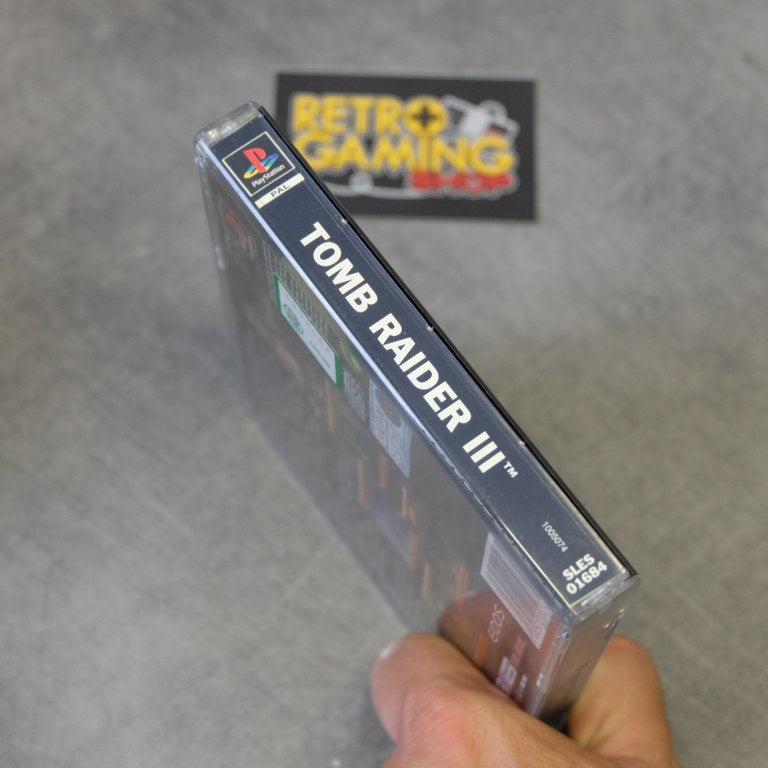 RETRO
GAMING
SHOP
PlayStation
PAL
TOMB RAIDER III™
1005074
SLES
01684